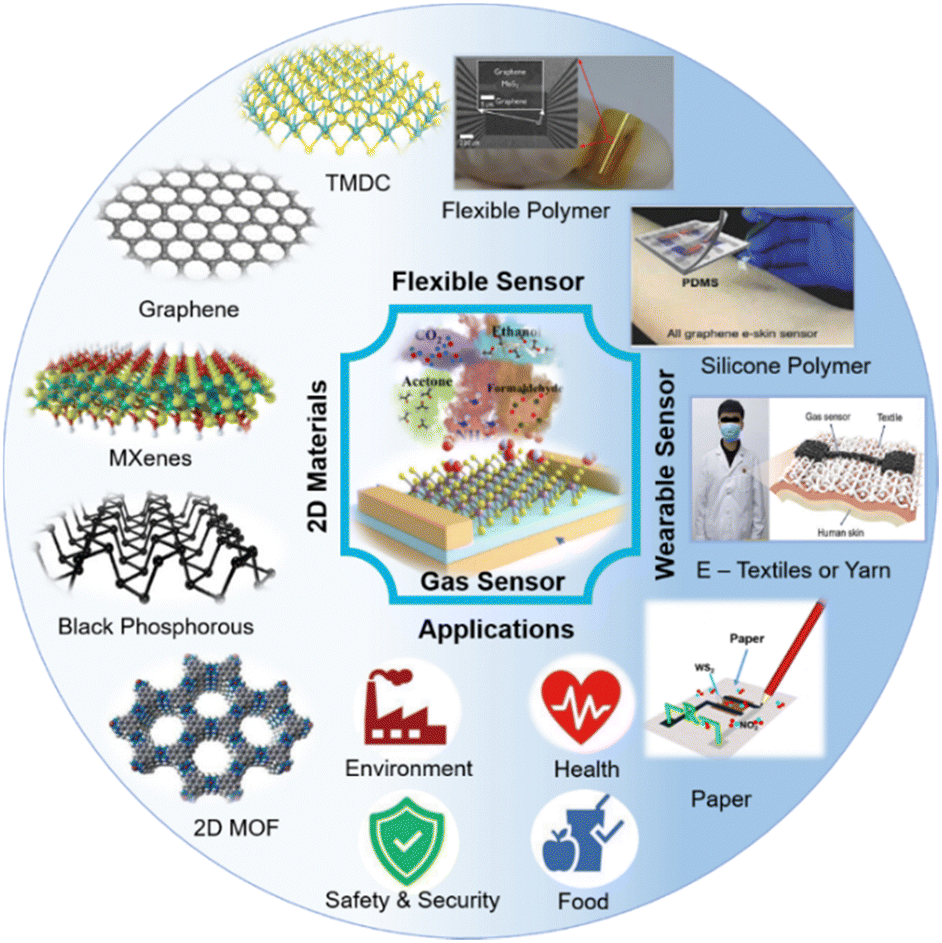 TMDC
Graphene
MoS₂
Graphene
Flexible Polymer
Graphene
PDMS
All graphene e-skin sensor
Silicone Polymer
Flexible Sensor
2D Materials
Wearable Sensor
CO₂
Ethanol
Acetone
Formaldehyde
Gas Sensor
MXenes
Gas sensor
Textile
Human skin
E – Textiles or Yarn
Black Phosphorous
Applications
Paper
WS₂
NO₂
Paper
Environment
Health
2D MOF
Safety & Security
Food